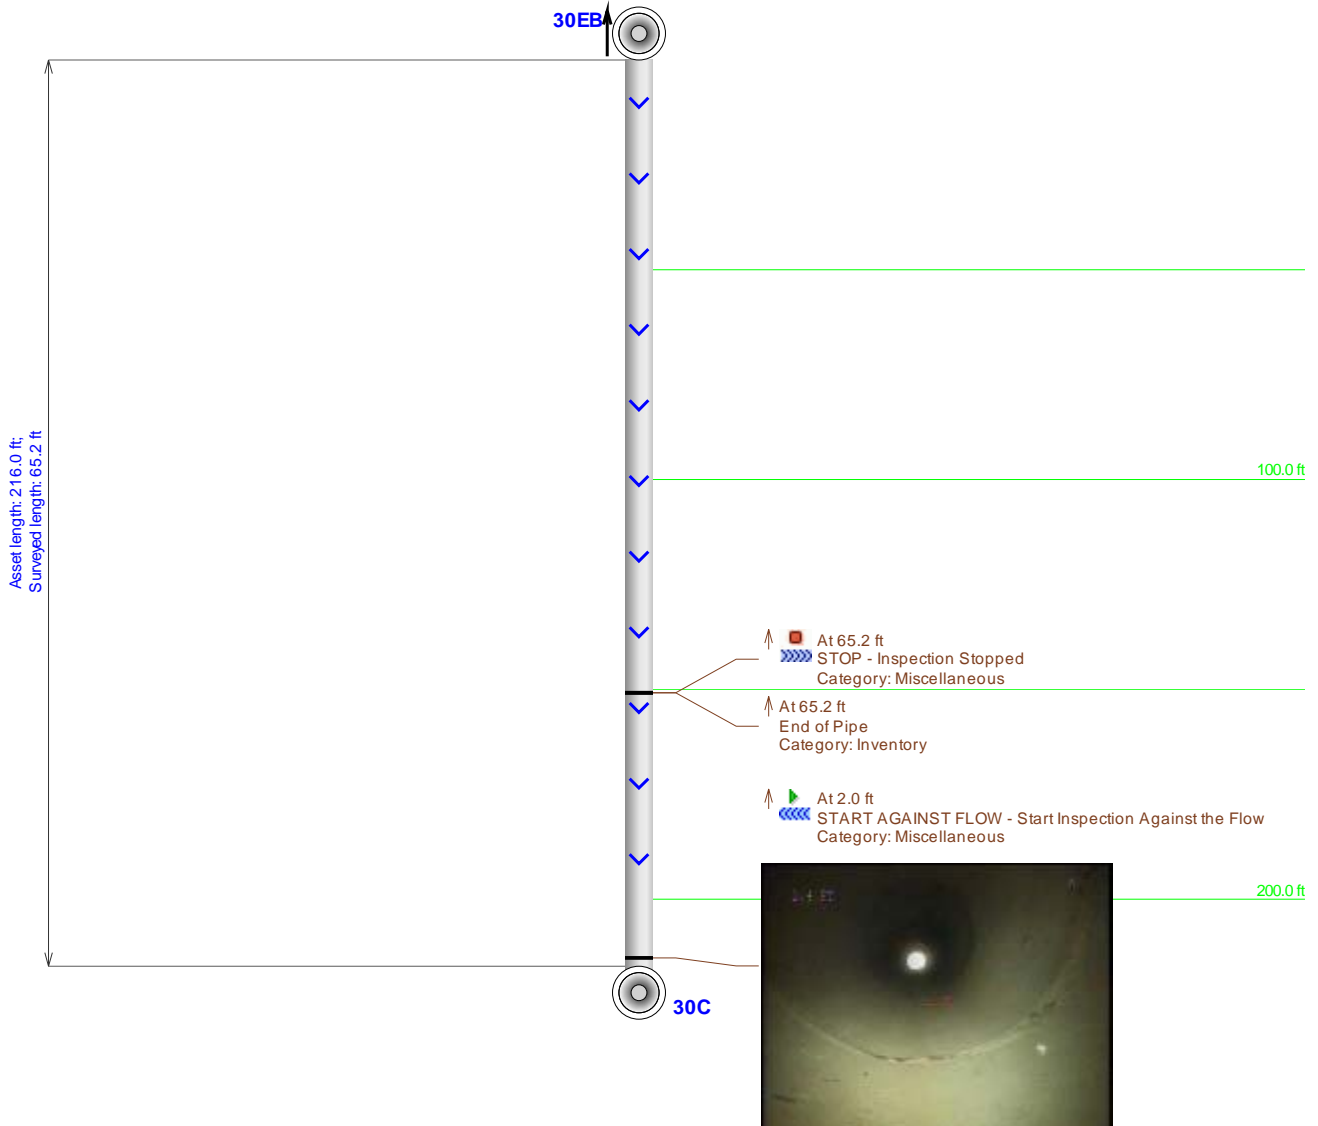 30EB
Asset length: 216.0 ft;
Surveyed length: 65.2 ft
100.0 ft
At 65.2 ft
STOP - Inspection Stopped
Category: Miscellaneous
At 65.2 ft
End of Pipe
Category: Inventory
At 2.0 ft
START AGAINST FLOW - Start Inspection Against the Flow
Category: Miscellaneous
200.0 ft
30C